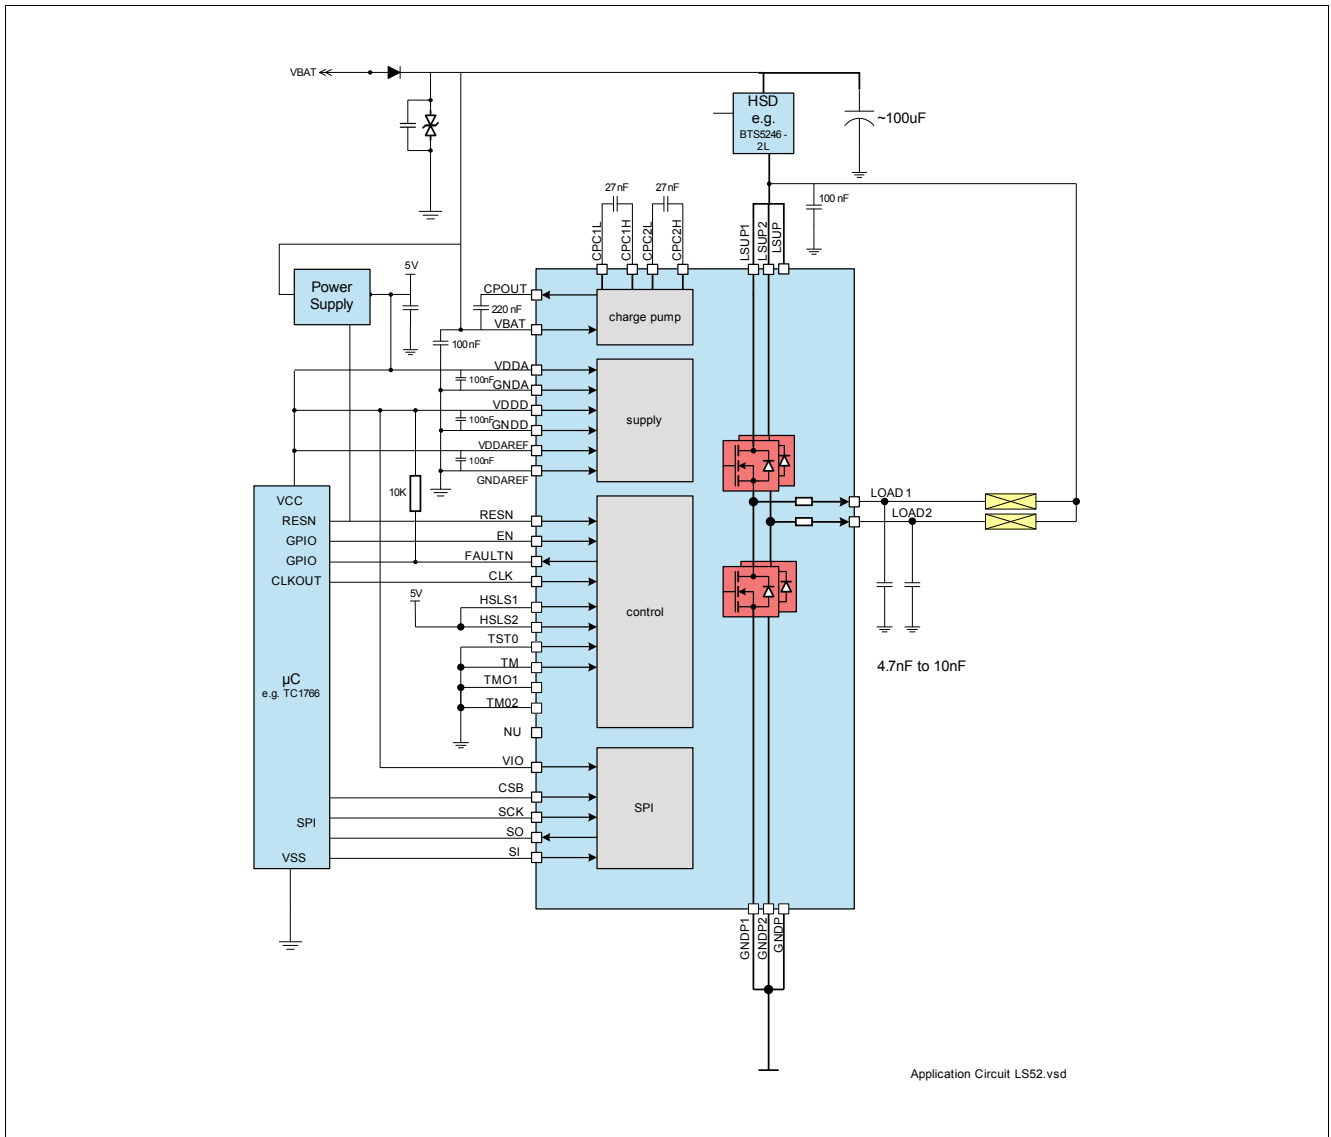 VBAT
HSD
e.g.
BTS5246 -
2L
~100uF
27nF
27nF
100 nF
CPC1L
CPC1H
CPC2L
CPC2H
LSUP1
LSUP2
LSUP
5V
Power
Supply
CPOUT
220 nF
VBAT
100nF
charge pump
VDDA
100nF
GNDA
VDDD
100nF
GNDD
VDDAREF
100nF
GNDAREF
supply
10K
VCC
RESN
GPIO
GPIO
CLKOUT
RESN
EN
FAULTN
CLK
5V
HSLS1
HSLS2
TST0
TM
TMO1
TM02
NU
control
LOAD1
LOAD2
4.7nF to 10nF
µC
e.g. TC1766
VIO
CSB
SCK
SO
SI
SPI
SPI
VSS
GNDP1
GNDP2
GNDP
Application Circuit LS52.vsd